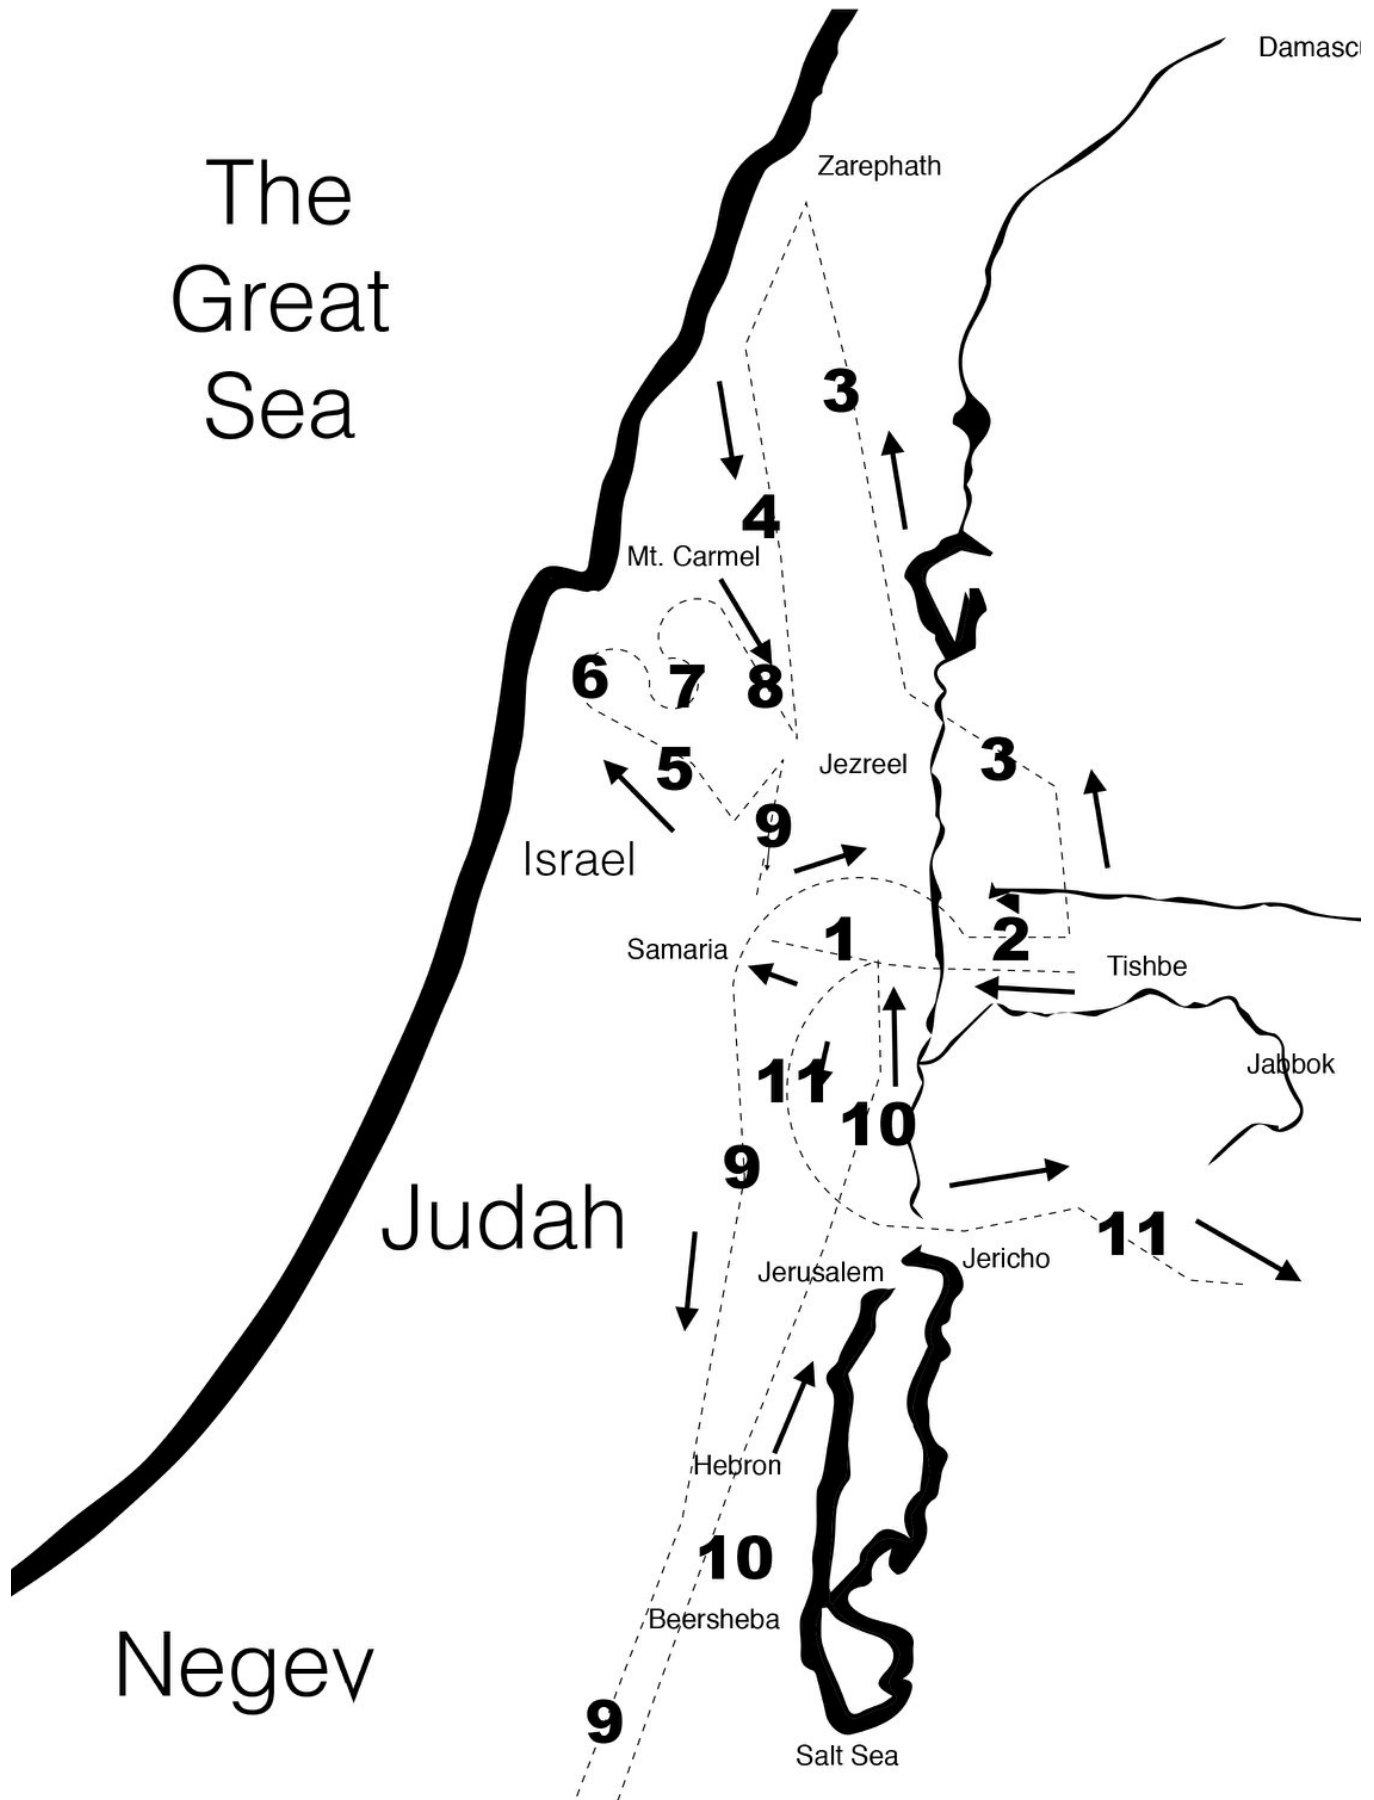 Damascu
Zarephath
The
Great
Sea
3
4
Mt. Carmel
6
7
8
3
5
Jezreel
9
Israel
1
2
Samaria
Tishbe
11
Jabbok
10
9
Judah
11
Jericho
Jerusalem
Hebron
10
Beersheba
Negev
9
Salt Sea